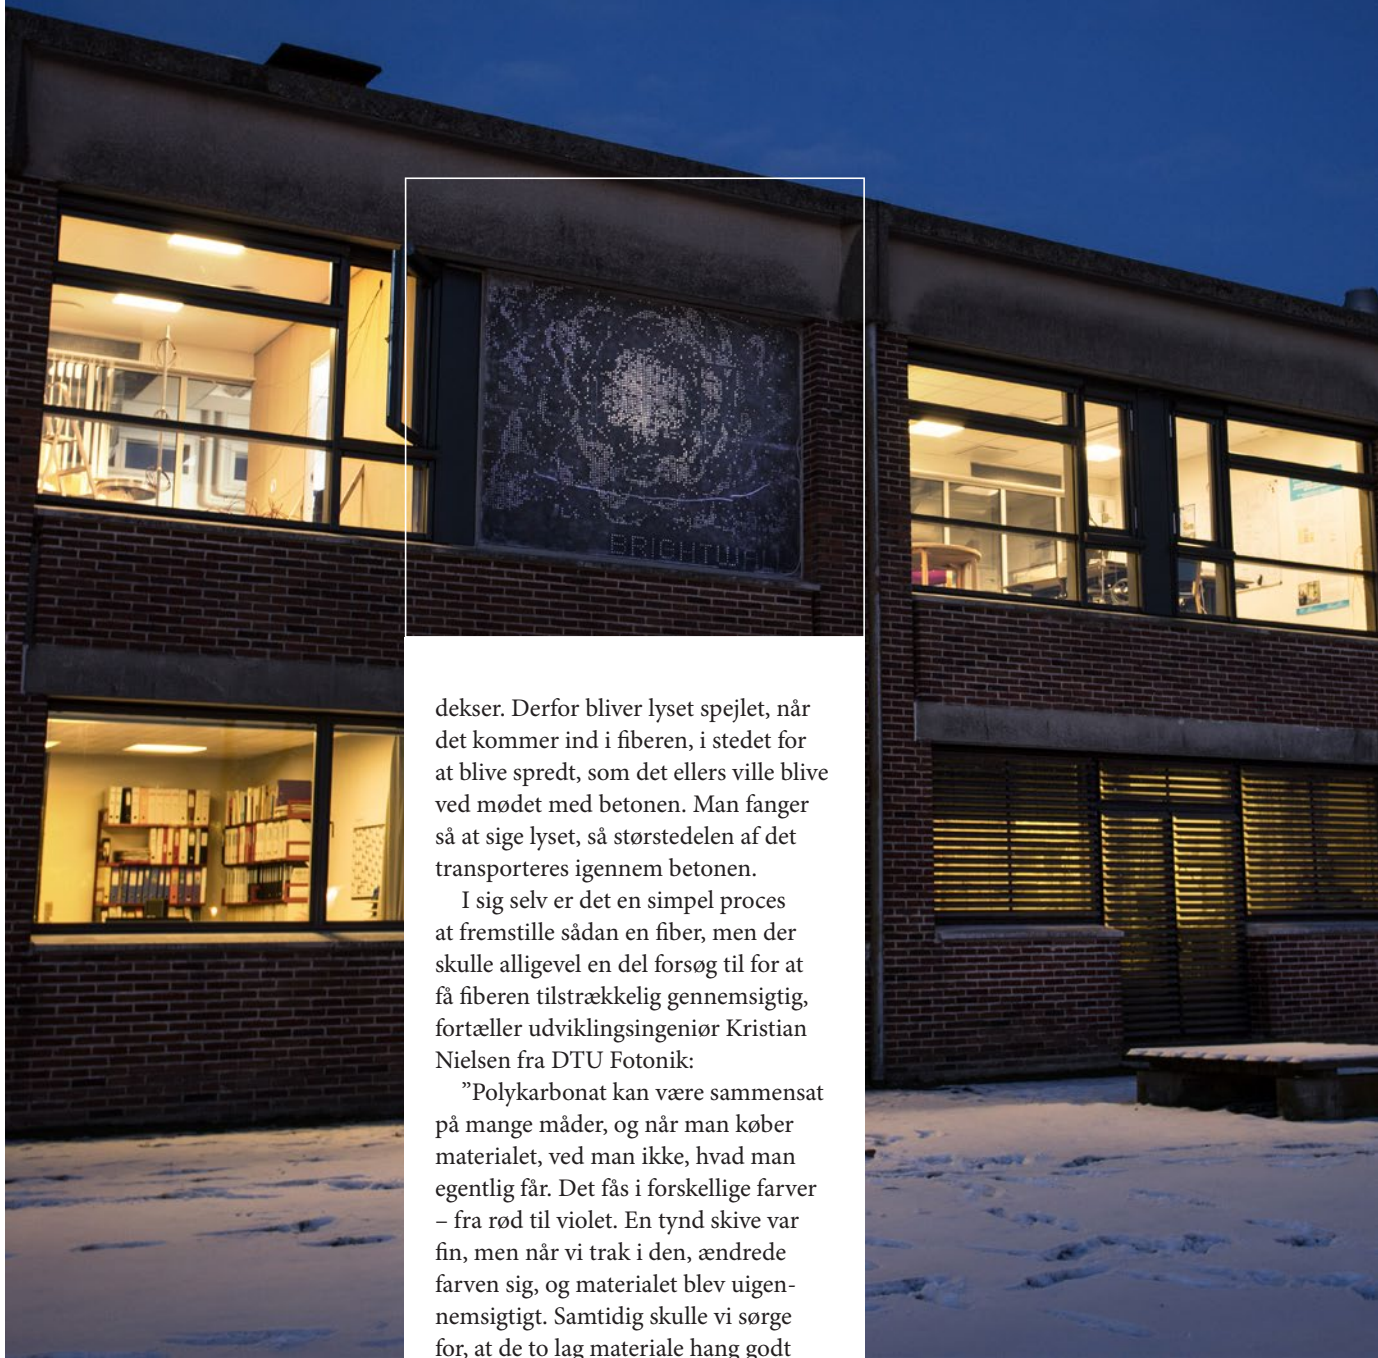 BRIGHTWALL
dekser. Derfor bliver lyset spejlet, når
det kommer ind i fiberen, i stedet for
at blive spredt, som det ellers ville blive
ved mødet med betonen. Man fanger
så at sige lyset, så størstedelen af det
transporteres igennem betonen.
I sig selv er det en simpel proces
at fremstille sådan en fiber, men der
skulle alligevel en del forsøg til for at
få fiberen tilstrækkelig gennemsigtig,
fortæller udviklingsingeniør Kristian
Nielsen fra DTU Fotonik:
”Polykarbonat kan være sammensat
på mange måder, og når man køber
materialet, ved man ikke, hvad man
egentlig får. Det fås i forskellige farver
– fra rød til violet. En tynd skive var
fin, men når vi trak i den, ændrede
farven sig, og materialet blev uigen-
nemsigtigt. Samtidig skulle vi sørge
for, at de to lag materiale hang godt